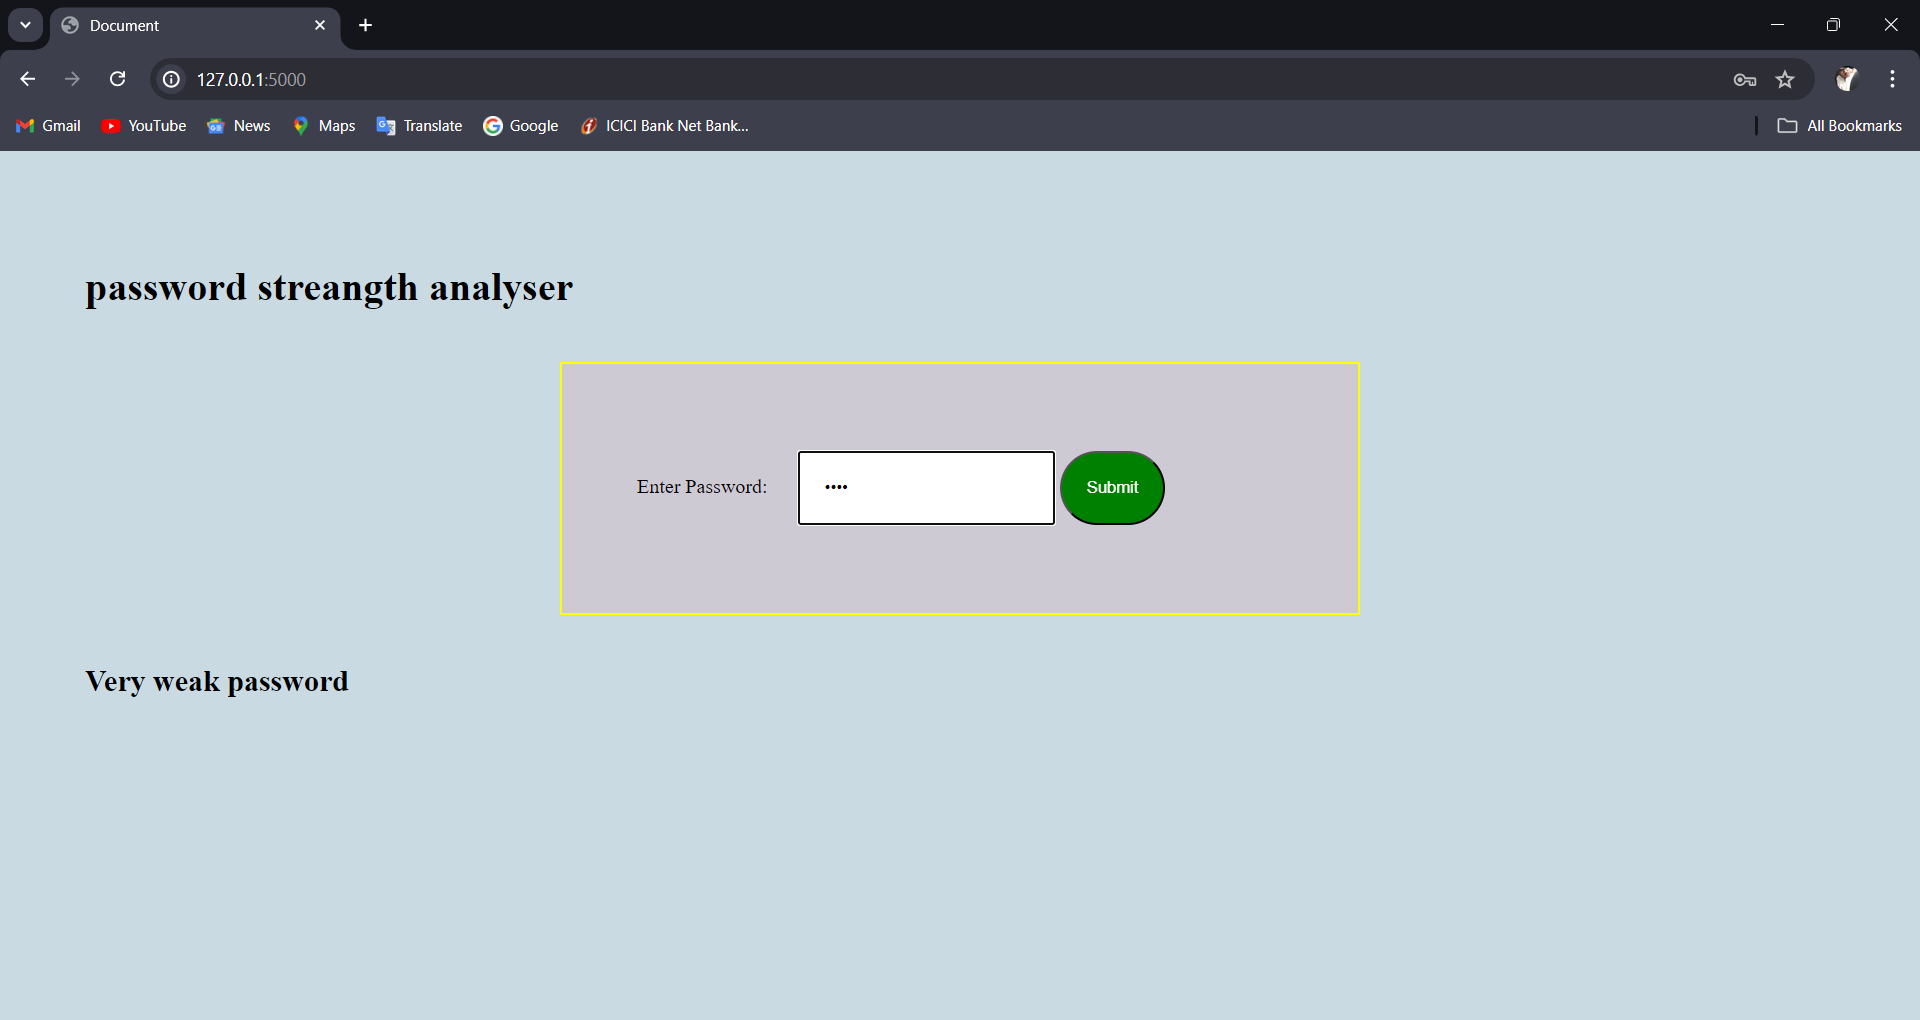 Document
127.0.0.1:5000
Gmail YouTube News Maps Translate Google ICICI Bank Net Bank... All Bookmarks
password streangth analyser
Enter Password: •••• Submit
Very weak password